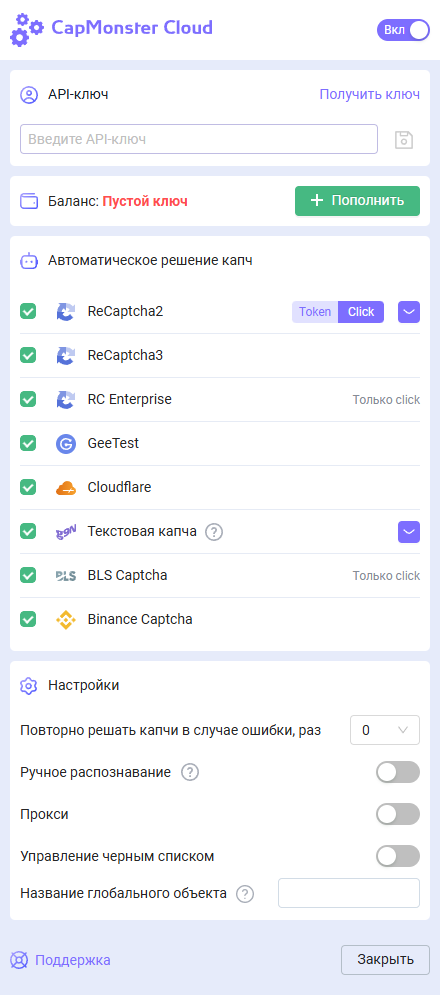 CapMonster Cloud
Вкл
API-ключ
Получить ключ
Введите API-ключ
Баланс: Пустой ключ
+ Пополнить
Автоматическое решение капч
ReCaptcha2
Token Click
ReCaptcha3
RC Enterprise
Только click
GeeTest
Cloudflare
Текстовая капча ?
BLS Captcha
Только click
Binance Captcha
Настройки
Повторно решать капчи в случае ошибки, раз
0
Ручное распознавание ?
Прокси
Управление черным списком
Название глобального объекта ?
Поддержка
Закрыть